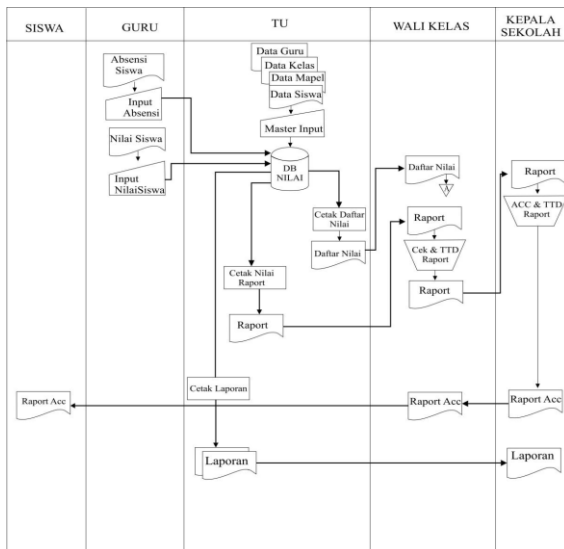 SISWA
GURU
TU
WALI KELAS
KEPALA
SEKOLAH
Absensi
Siswa
Input
Absensi
Nilai Siswa
Input
NilaiSiswa
Data Guru
Data Kelas
Data Mapel
Data Siswa
Master Input
DB
NILAI
Cetak Daftar
Nilai
Daftar Nilai
Cetak Nilai
Raport
Raport
Cetak Laporan
Laporan
Daftar Nilai
A
Raport
Cek & TTD
Raport
Raport
Raport
ACC & TTD
Raport
Raport Acc
Raport Acc
Raport Acc
Laporan